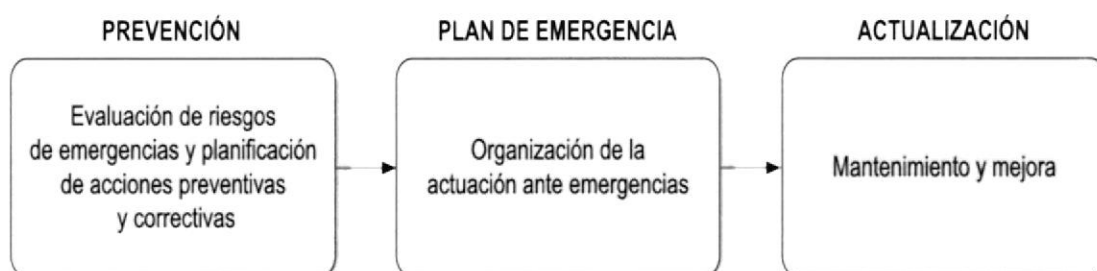 PREVENCIÓN
Evaluación de riesgos
de emergencias y planificación
de acciones preventivas
y correctivas
PLAN DE EMERGENCIA
Organización de la
actuación ante emergencias
ACTUALIZACIÓN
Mantenimiento y mejora